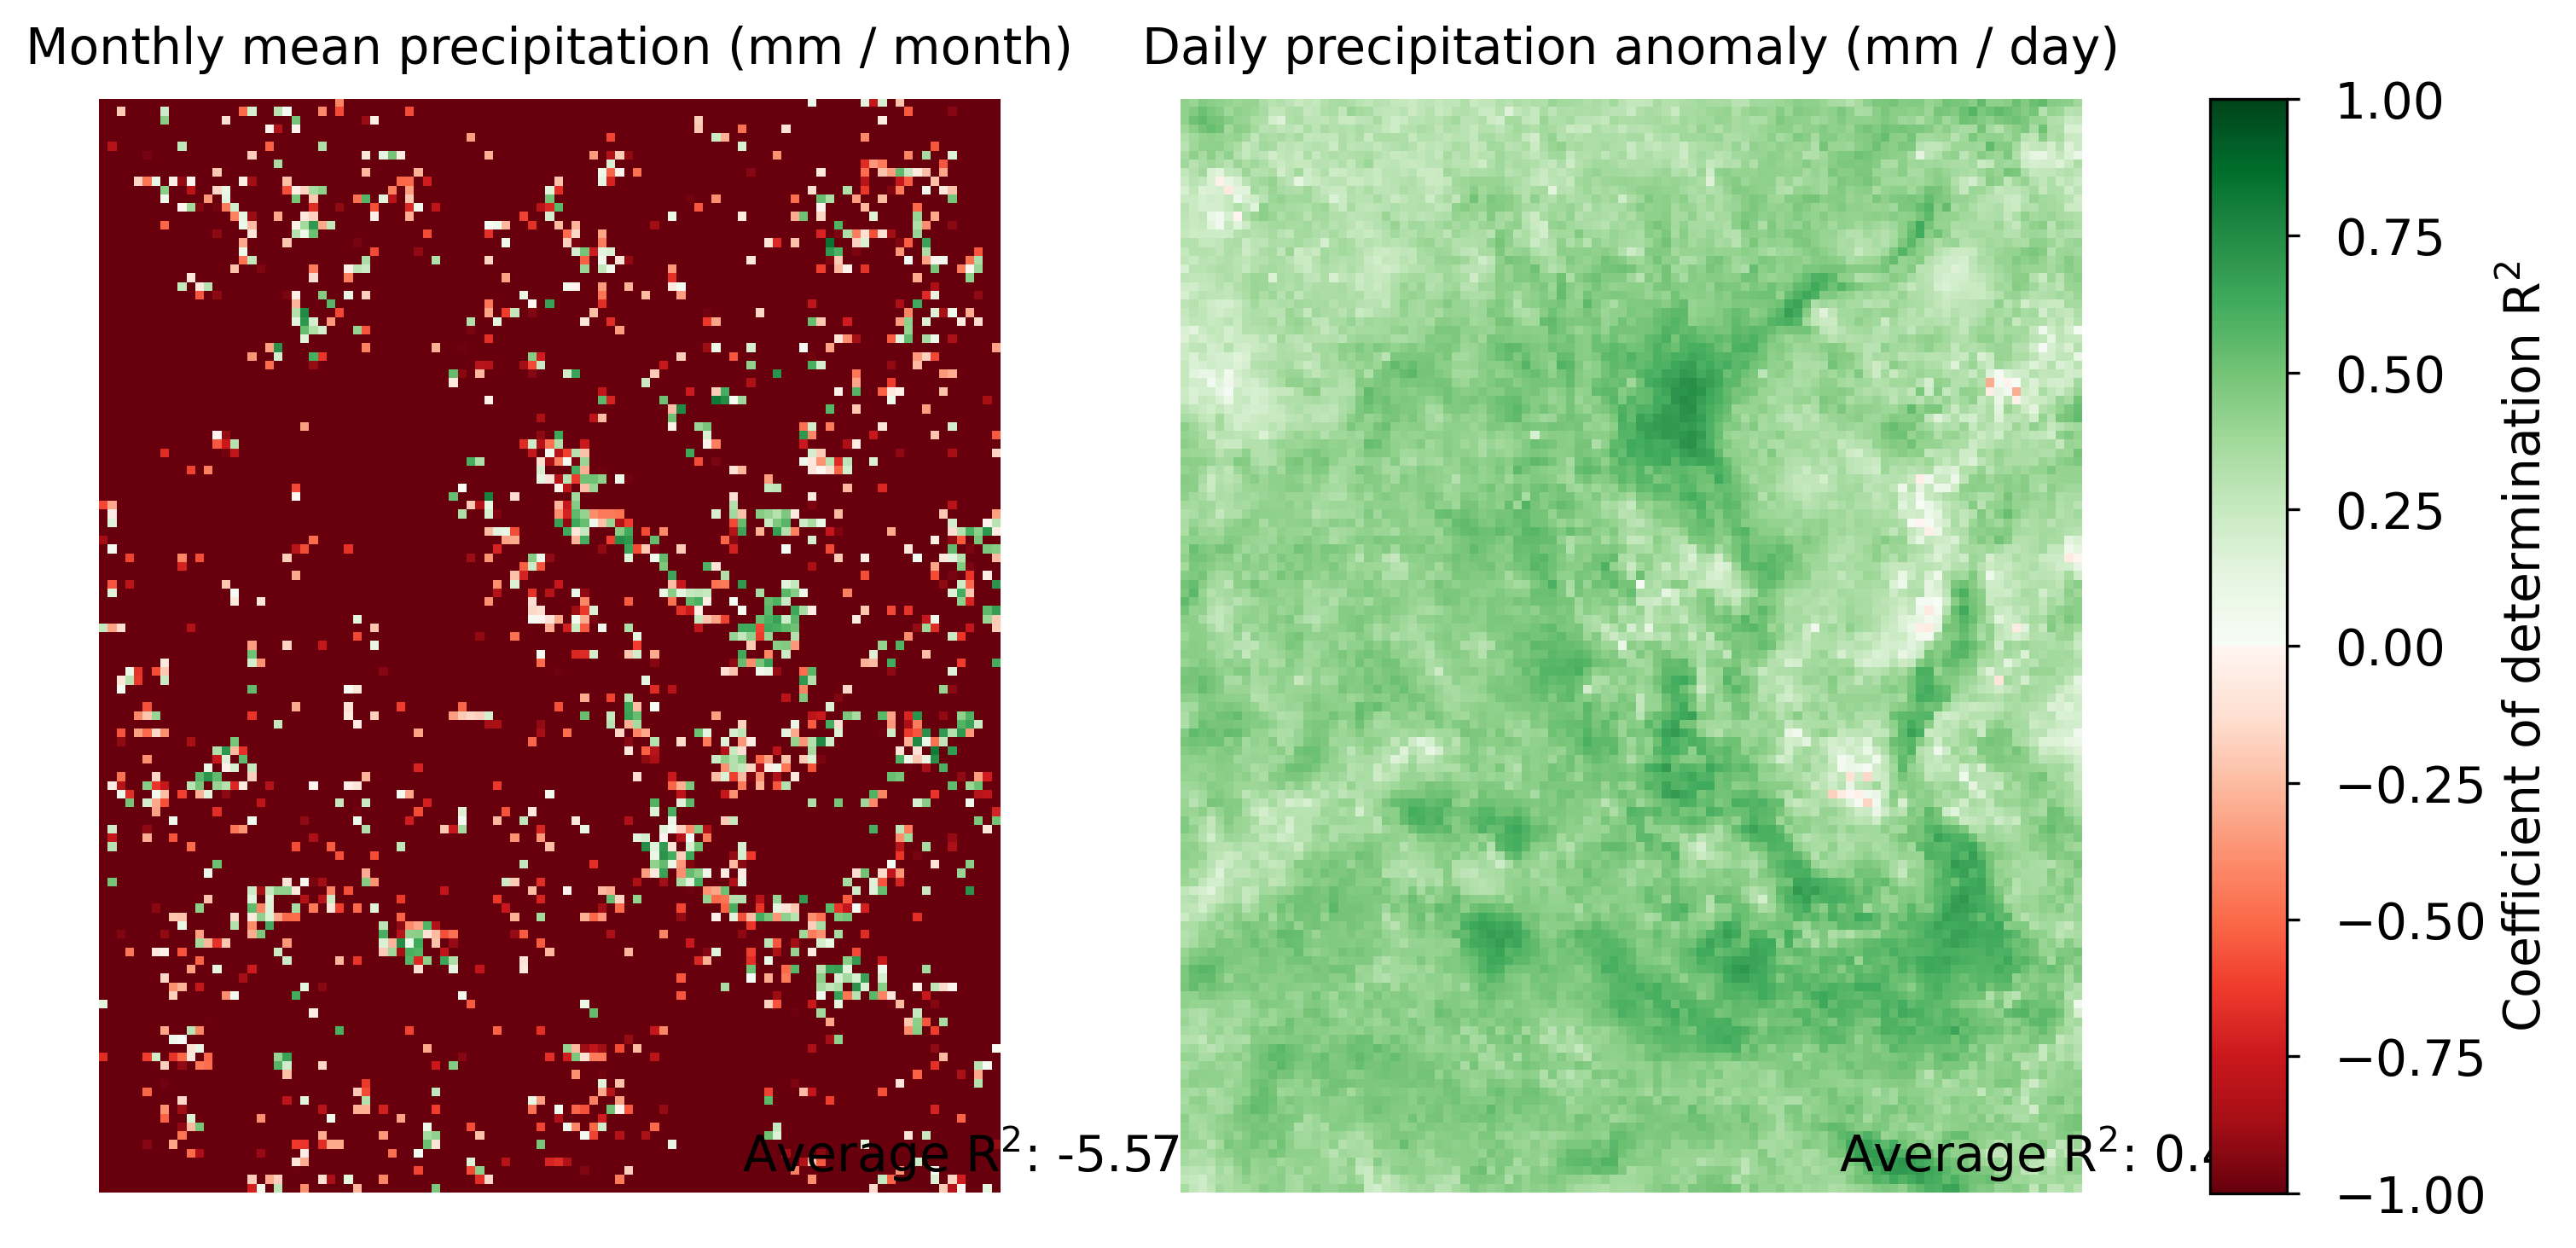 Monthly mean precipitation (mm / month)
Daily precipitation anomaly (mm / day)
Average R²: -5.57
Average R²: 0.
1.00
0.75
0.50
0.25
0.00
−0.25
−0.50
−0.75
−1.00
Coefficient of determination R²